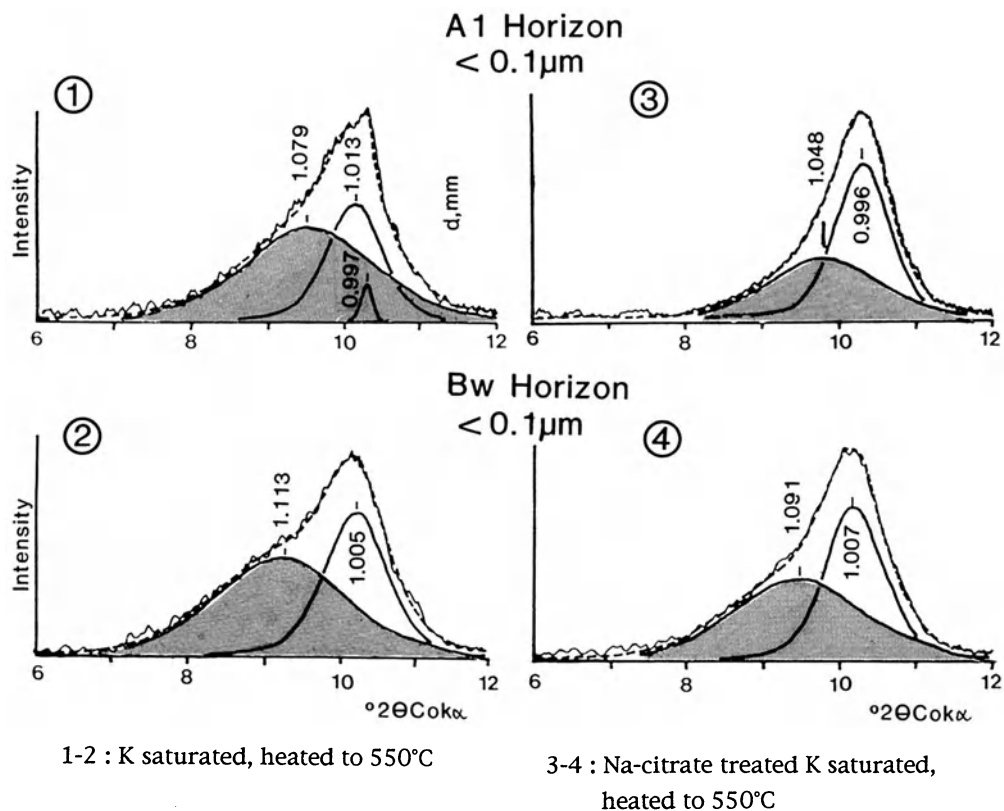 A1 Horizon
< 0.1µm
①
Intensity
1.079
1.013
0.997
d,mm
6
8
10
12
③
1.048
0.996
6
8
10
12
Bw Horizon
< 0.1µm
②
Intensity
1.113
1.005
6
8
10
12
°2ΘCokα
④
1.091
1.007
6
8
10
12
°2ΘCokα
1-2 : K saturated, heated to 550°C
3-4 : Na-citrate treated K saturated,
heated to 550°C